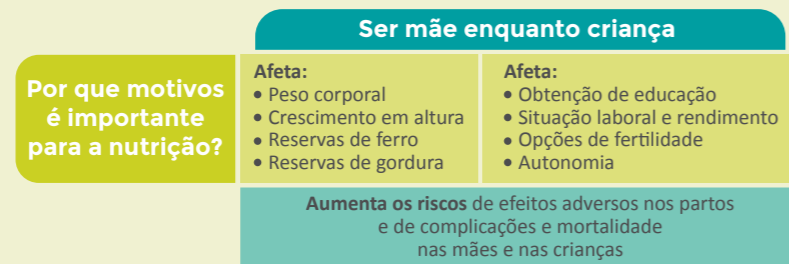 Ser mãe enquanto criança
Por que motivos
é importante
para a nutrição?
Afeta:
• Peso corporal
• Crescimento em altura
• Reservas de ferro
• Reservas de gordura
Afeta:
• Obtenção de educação
• Situação laboral e rendimento
• Opções de fertilidade
• Autonomia
Aumenta os riscos de efeitos adversos nos partos
e de complicações e mortalidade
nas mães e nas crianças